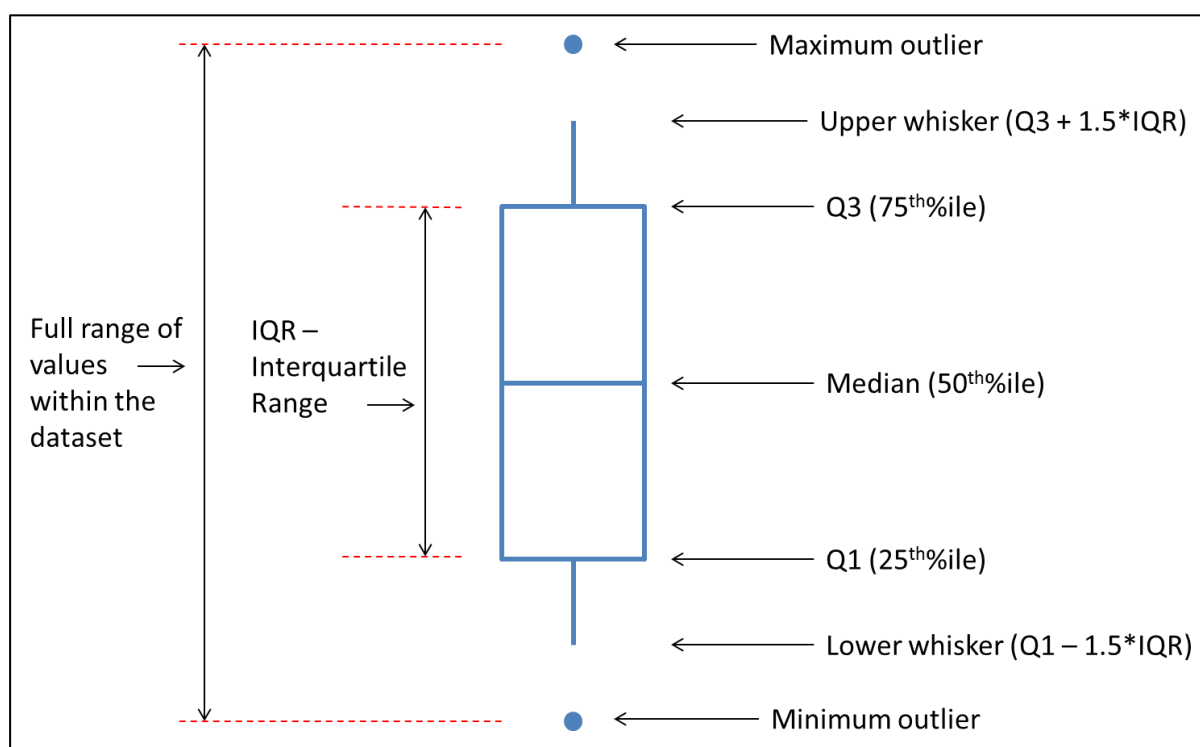 Maximum outlier
Upper whisker (Q3 + 1.5*IQR)
Q3 (75th%ile)
Full range of
values
within the
dataset
IQR –
Interquartile
Range
Median (50th%ile)
Q1 (25th%ile)
Lower whisker (Q1 – 1.5*IQR)
Minimum outlier